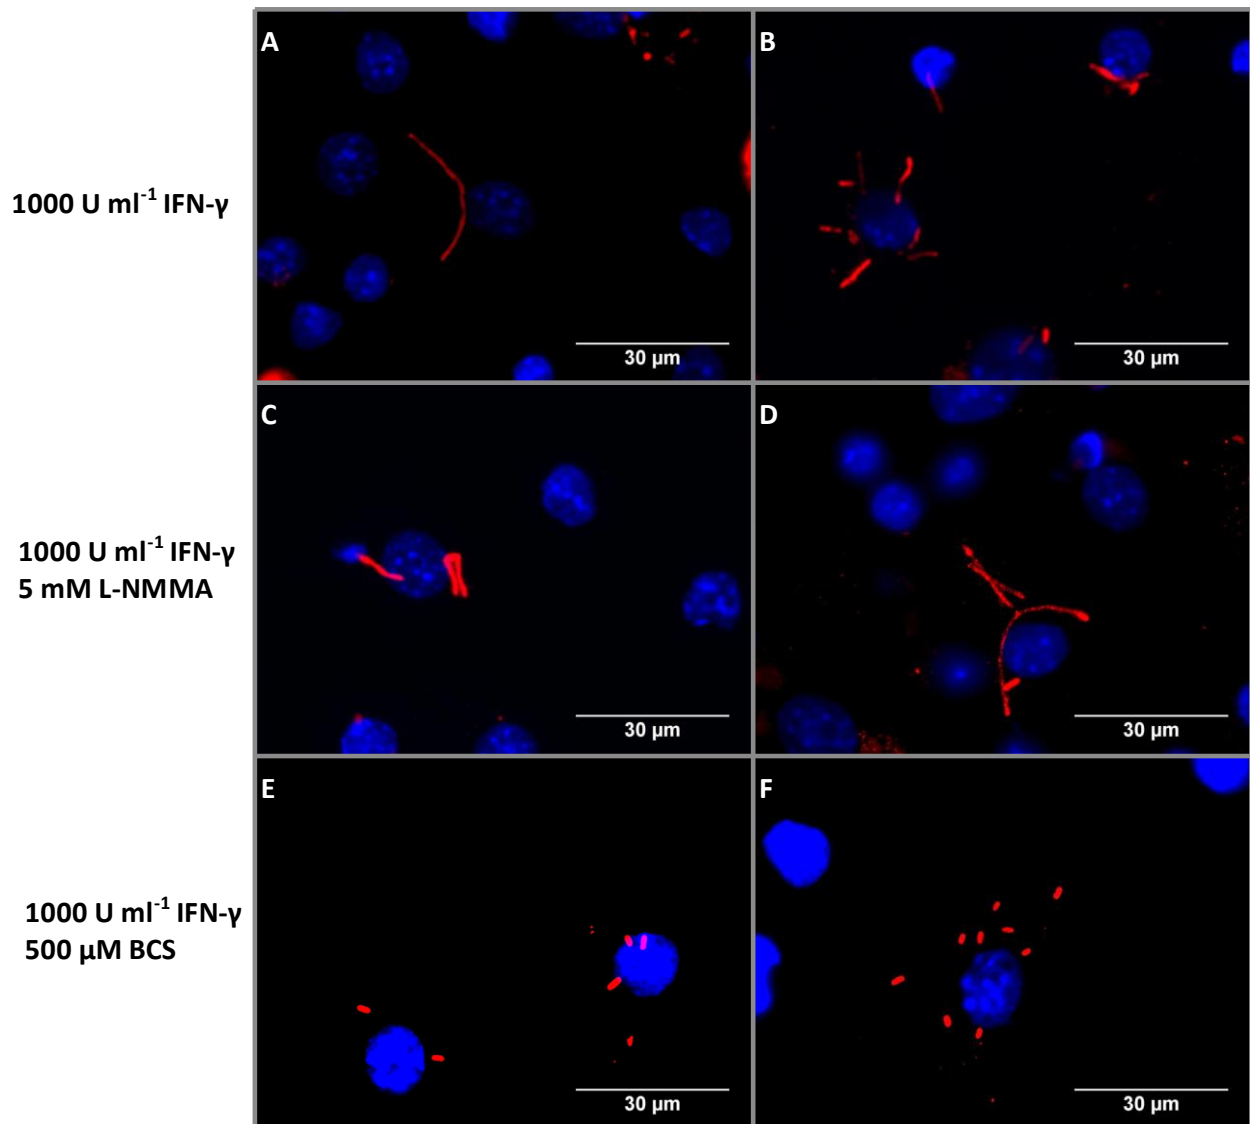 A
B
1000 U ml⁻¹ IFN-γ
30 µm
30 µm
C
D
1000 U ml⁻¹ IFN-γ
5 mM L-NMMA
30 µm
30 µm
E
F
1000 U ml⁻¹ IFN-γ
500 µM BCS
30 µm
30 µm